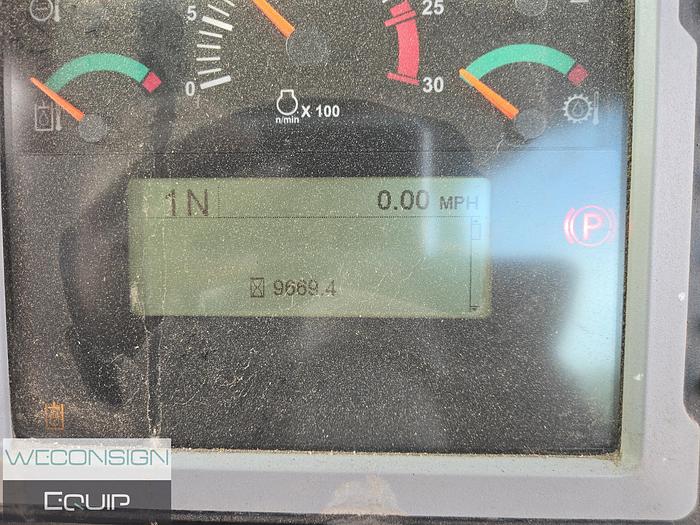 5
0
25
30
n/min X 100
1N 0.00 MPH
P
9669.4
WECONSIGN
EQUIP